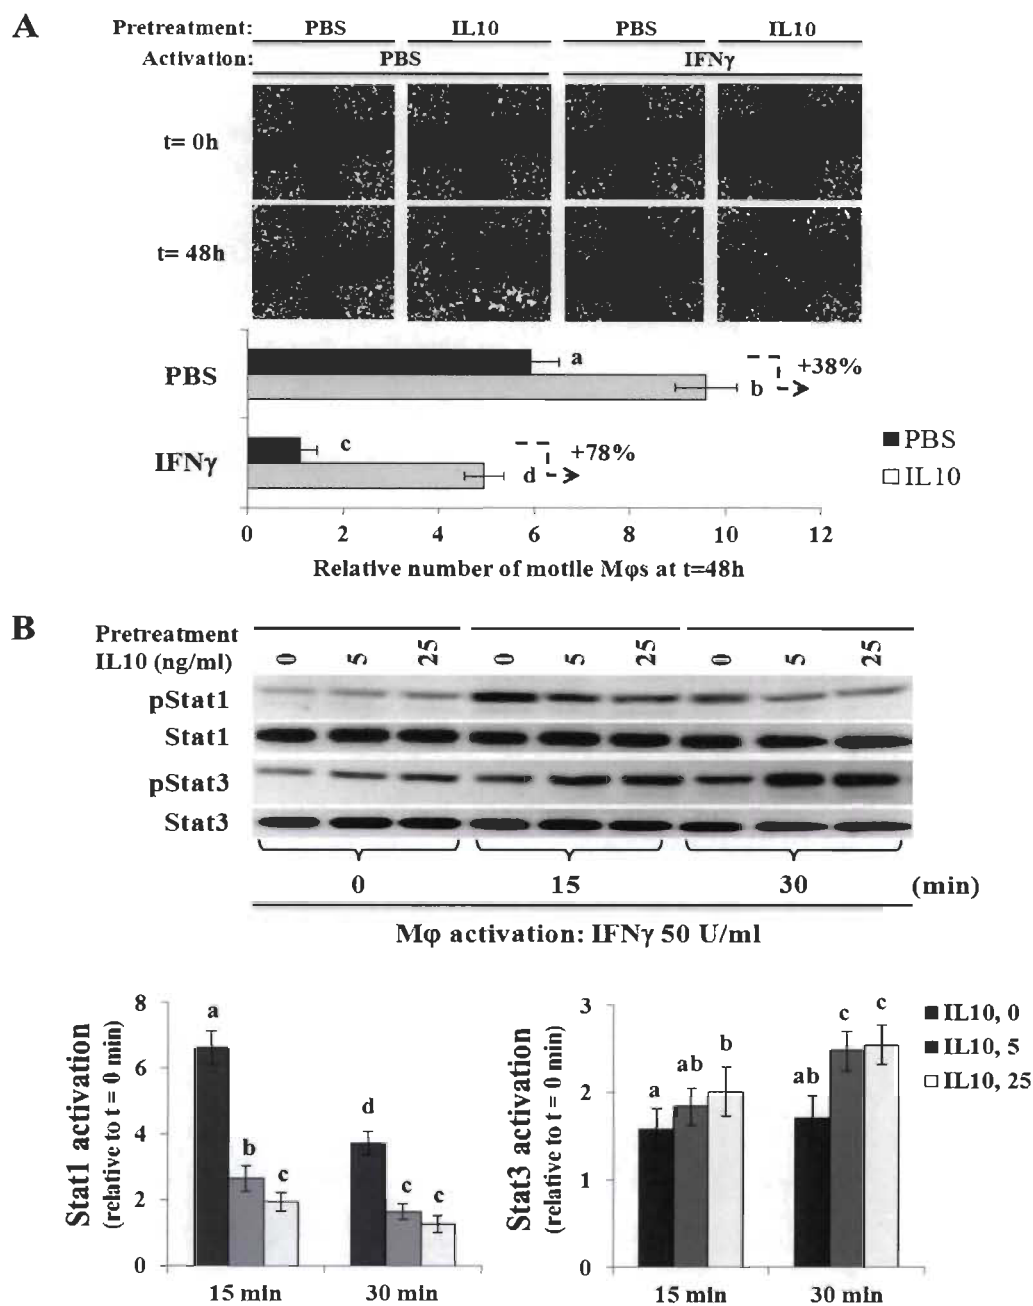 A
Pretreatment: PBS IL10 PBS IL10
Activation: PBS IFNγ
t= 0h
t= 48h
PBS
a
b
+38%
IFNγ
c
d
+78%
PBS
IL10
0 2 4 6 8 10 12
Relative number of motile Mφs at t=48h
B
Pretreatment
IL10 (ng/ml) 0 5 25 0 5 25 0 5 25
pStat1
Stat1
pStat3
Stat3
0 15 30 (min)
Mφ activation: IFNγ 50 U/ml
Stat1 activation
(relative to t = 0 min)
8
6
4
2
0
a
b
c
d
c
c
15 min 30 min
Stat3 activation
(relative to t = 0 min)
3
2
1
0
a
ab
b
ab
c
c
15 min 30 min
IL10, 0
IL10, 5
IL10, 25